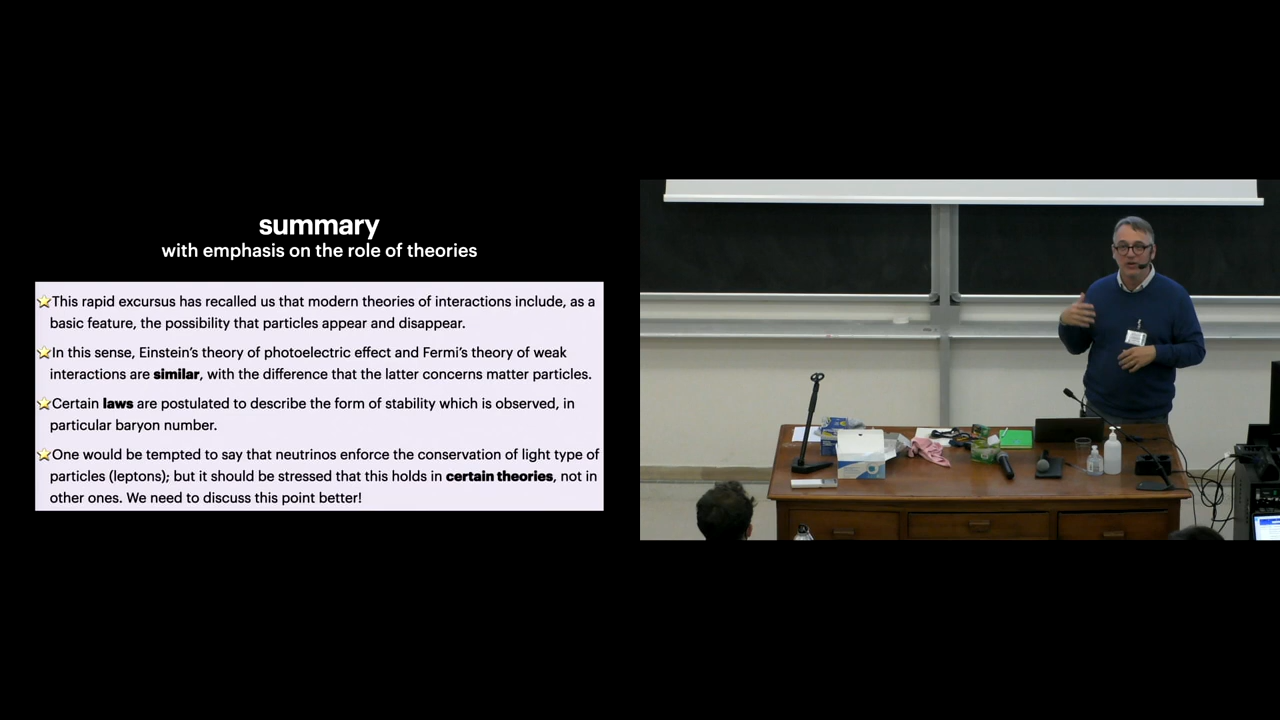 summary
with emphasis on the role of theories
⭐This rapid excursus has recalled us that modern theories of interactions include, as a
basic feature, the possibility that particles appear and disappear.
⭐In this sense, Einstein's theory of photoelectric effect and Fermi's theory of weak
interactions are similar, with the difference that the latter concerns matter particles.
⭐Certain laws are postulated to describe the form of stability which is observed, in
particular baryon number.
⭐One would be tempted to say that neutrinos enforce the conservation of light type of
particles (leptons); but it should be stressed that this holds in certain theories, not in
other ones. We need to discuss this point better!